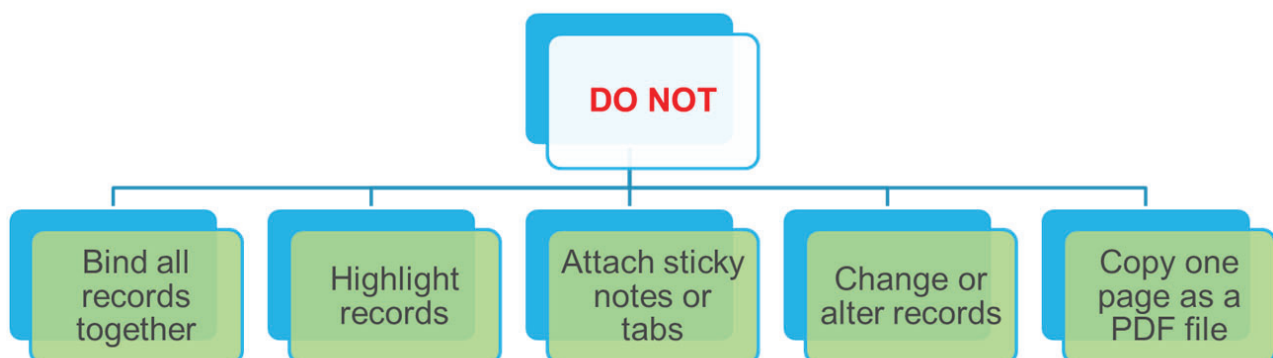 DO NOT
Bind all
records
together
Highlight
records
Attach sticky
notes or
tabs
Change or
alter records
Copy one
page as a
PDF file